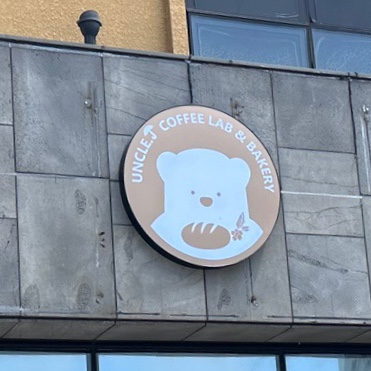 UNCLE J COFFEE LAB & BAKERY